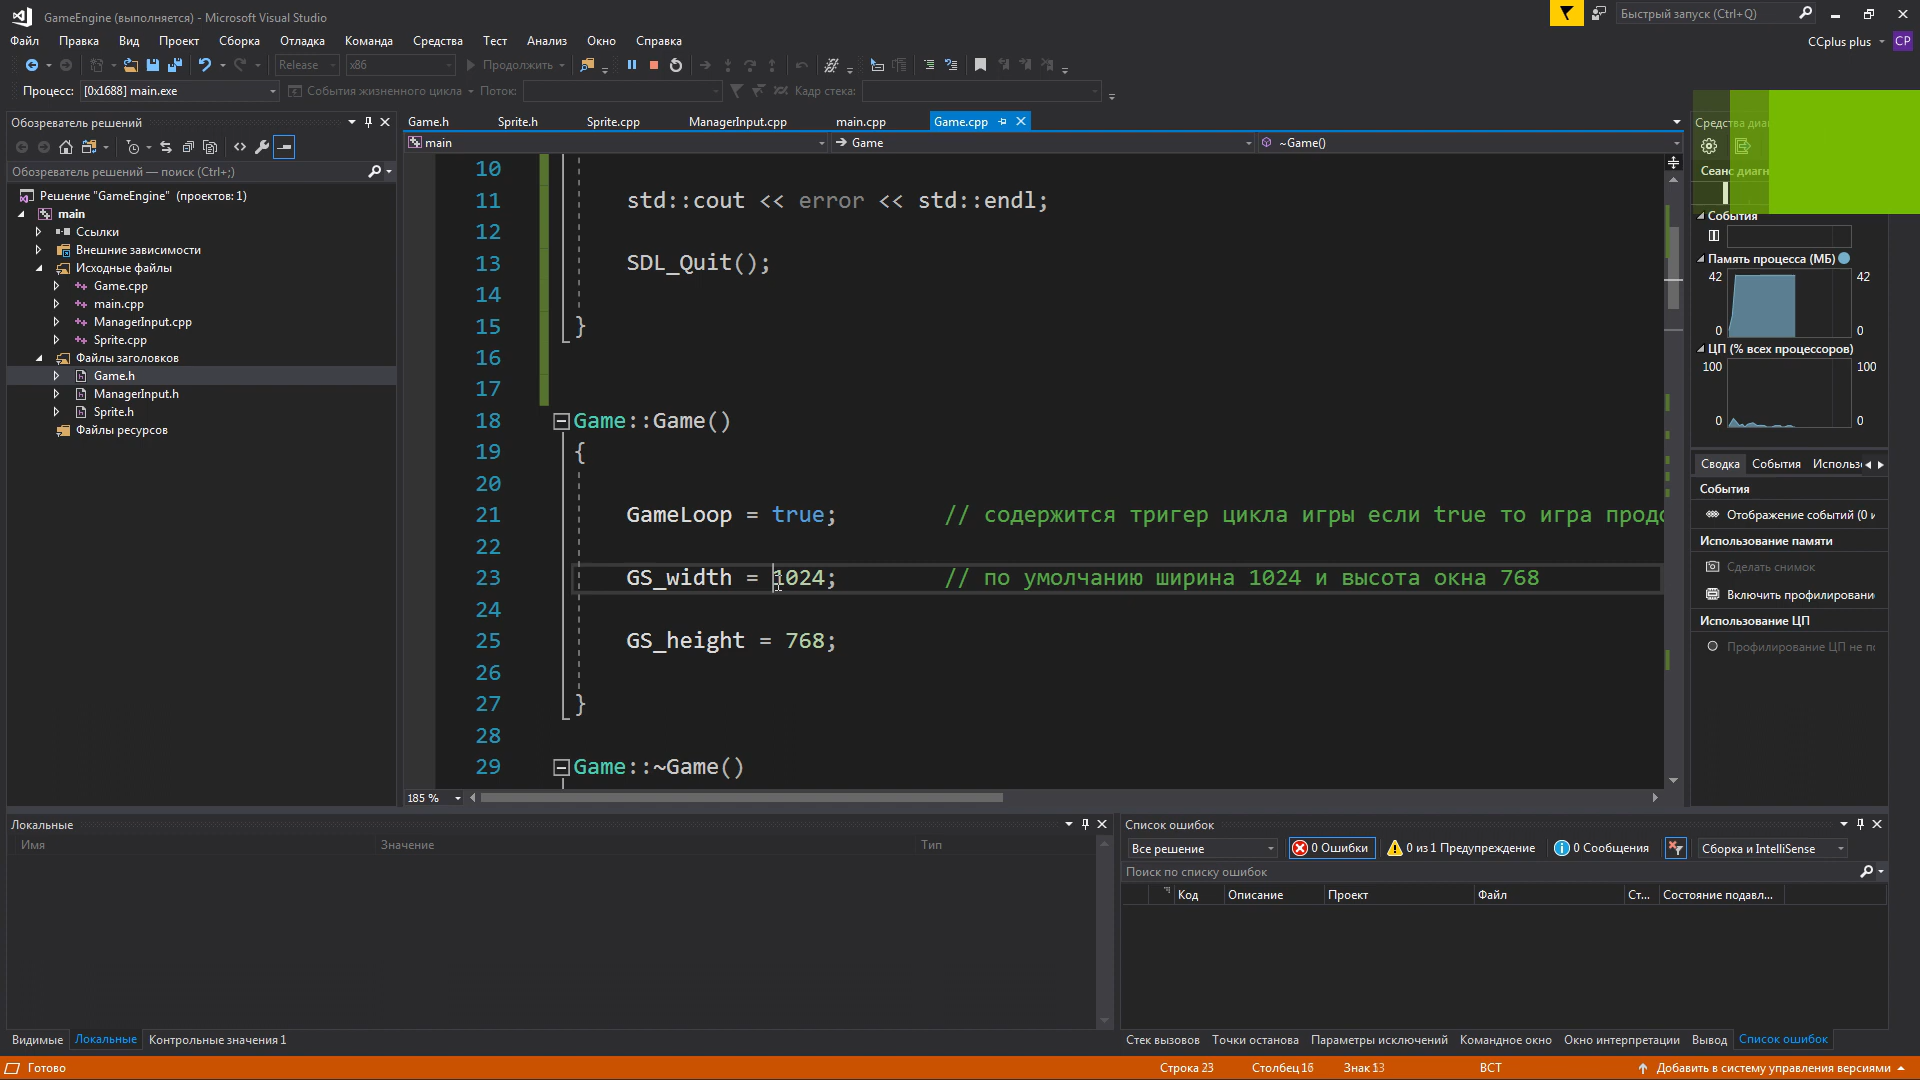 GameEngine (выполняется) - Microsoft Visual Studio
Быстрый запуск (Ctrl+Q)
Файл Правка Вид Проект Сборка Отладка Команда Средства Тест Анализ Окно Справка
CCplus plus CP
Release x86 Продолжить
Процесс: [0x1688] main.exe События жизненного цикла Поток: Кадр стека:
Обозреватель решений
Обозреватель решений — поиск (Ctrl+;)
Решение "GameEngine" (проектов: 1)
main
Ссылки
Внешние зависимости
Исходные файлы
Game.cpp
main.cpp
ManagerInput.cpp
Sprite.cpp
Файлы заголовков
Game.h
ManagerInput.h
Sprite.h
Файлы ресурсов
Game.h Sprite.h Sprite.cpp ManagerInput.cpp main.cpp Game.cpp
main Game ~Game()
10
11 std::cout << error << std::endl;
12
13 SDL_Quit();
14
15 }
16
17
18 Game::Game()
19 {
20
21 GameLoop = true; // содержится тригер цикла игры если true то игра продо
22
23 GS_width = 1024; // по умолчанию ширина 1024 и высота окна 768
24
25 GS_height = 768;
26
27 }
28
29 Game::~Game()
185 %
Средства диа
Сеанс диагн
События
Память процесса (МБ)
42 42
0 0
ЦП (% всех процессоров)
100 100
0 0
Сводка События Использ
События
Отображение событий (0 и
Использование памяти
Сделать снимок
Включить профилировани
Использование ЦП
Профилирование ЦП не по
Локальные
Имя Значение Тип
Видимые Локальные Контрольные значения 1
Список ошибок
Все решение 0 Ошибки 0 из 1 Предупреждение 0 Сообщения Сборка и IntelliSense
Поиск по списку ошибок
Код Описание Проект Файл Ст... Состояние подавл...
Стек вызовов Точки останова Параметры исключений Командное окно Окно интерпретации Вывод Список ошибок
Готово Строка 23 Столбец 16 Знак 13 ВСТ Добавить в систему управления версиями